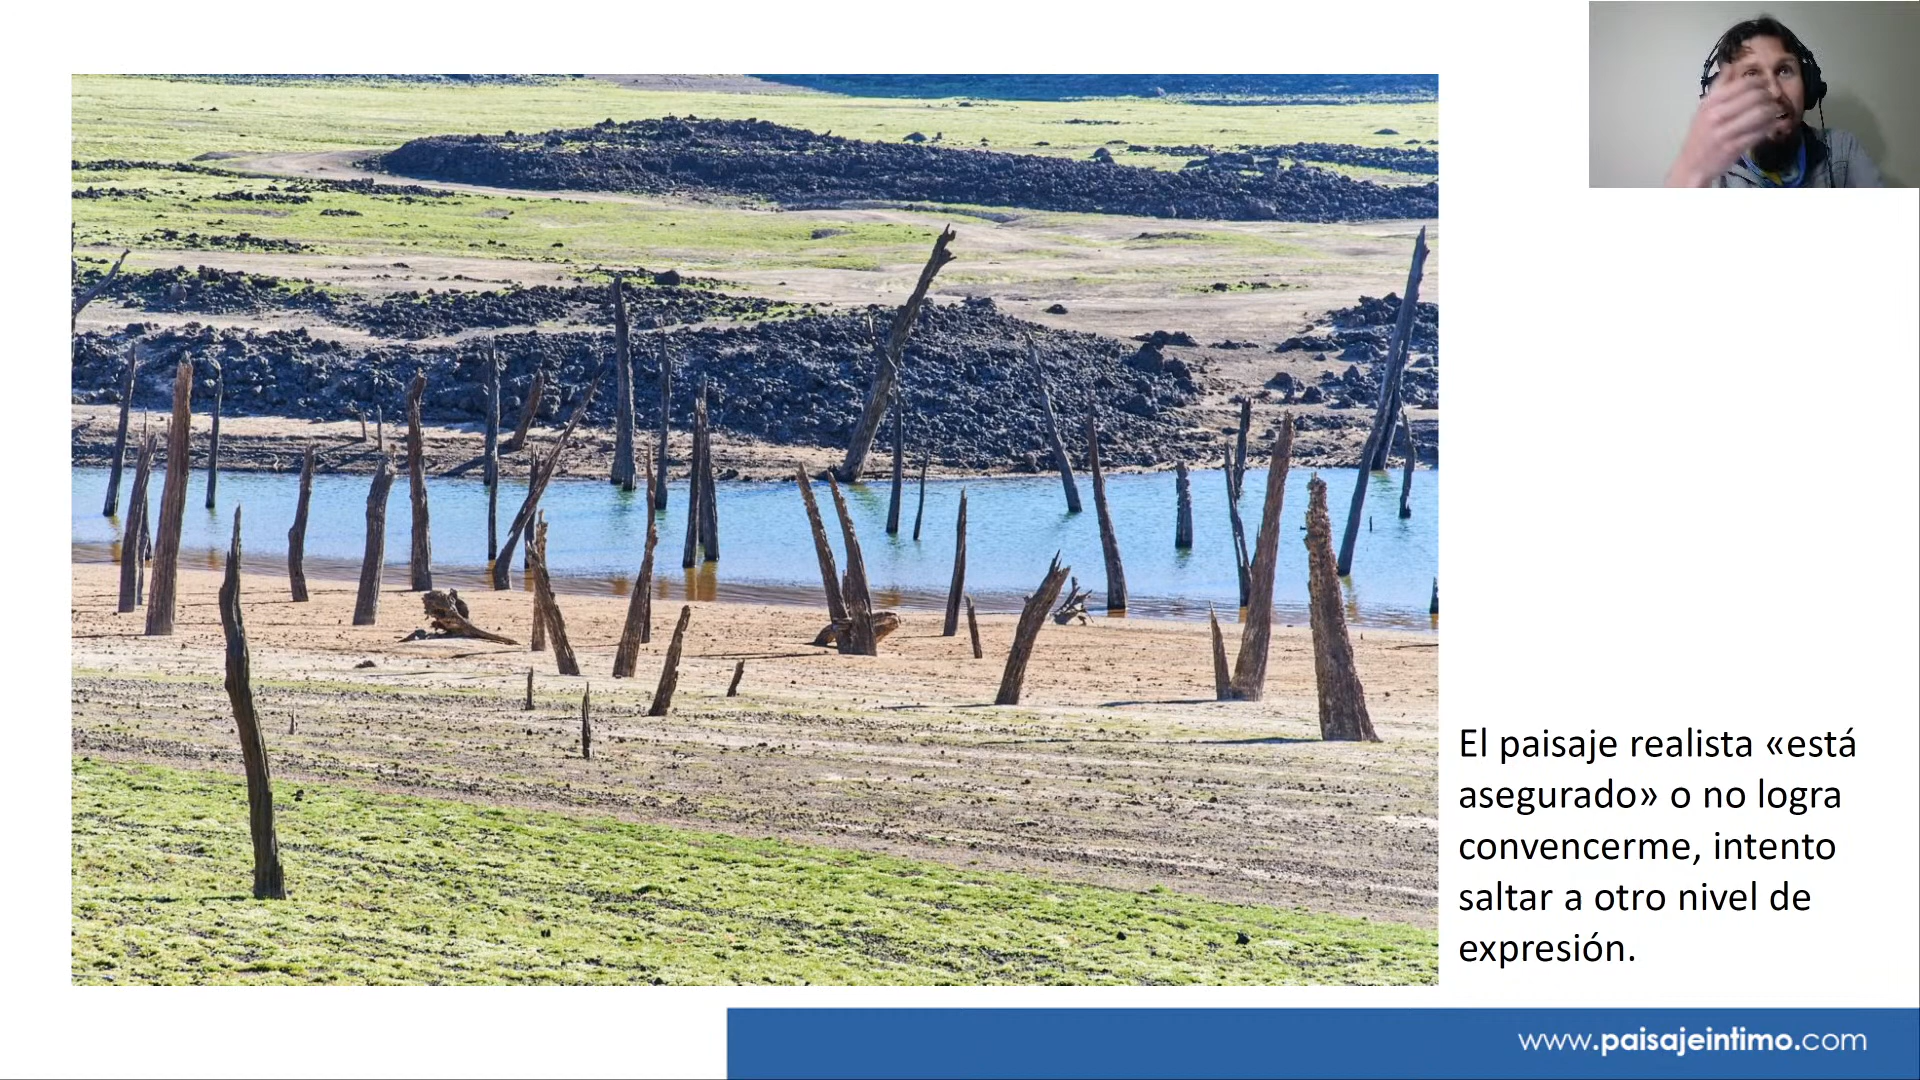 El paisaje realista «está
asegurado» o no logra
convencerme, intento
saltar a otro nivel de
expresión.
www.paisajeintimo.com